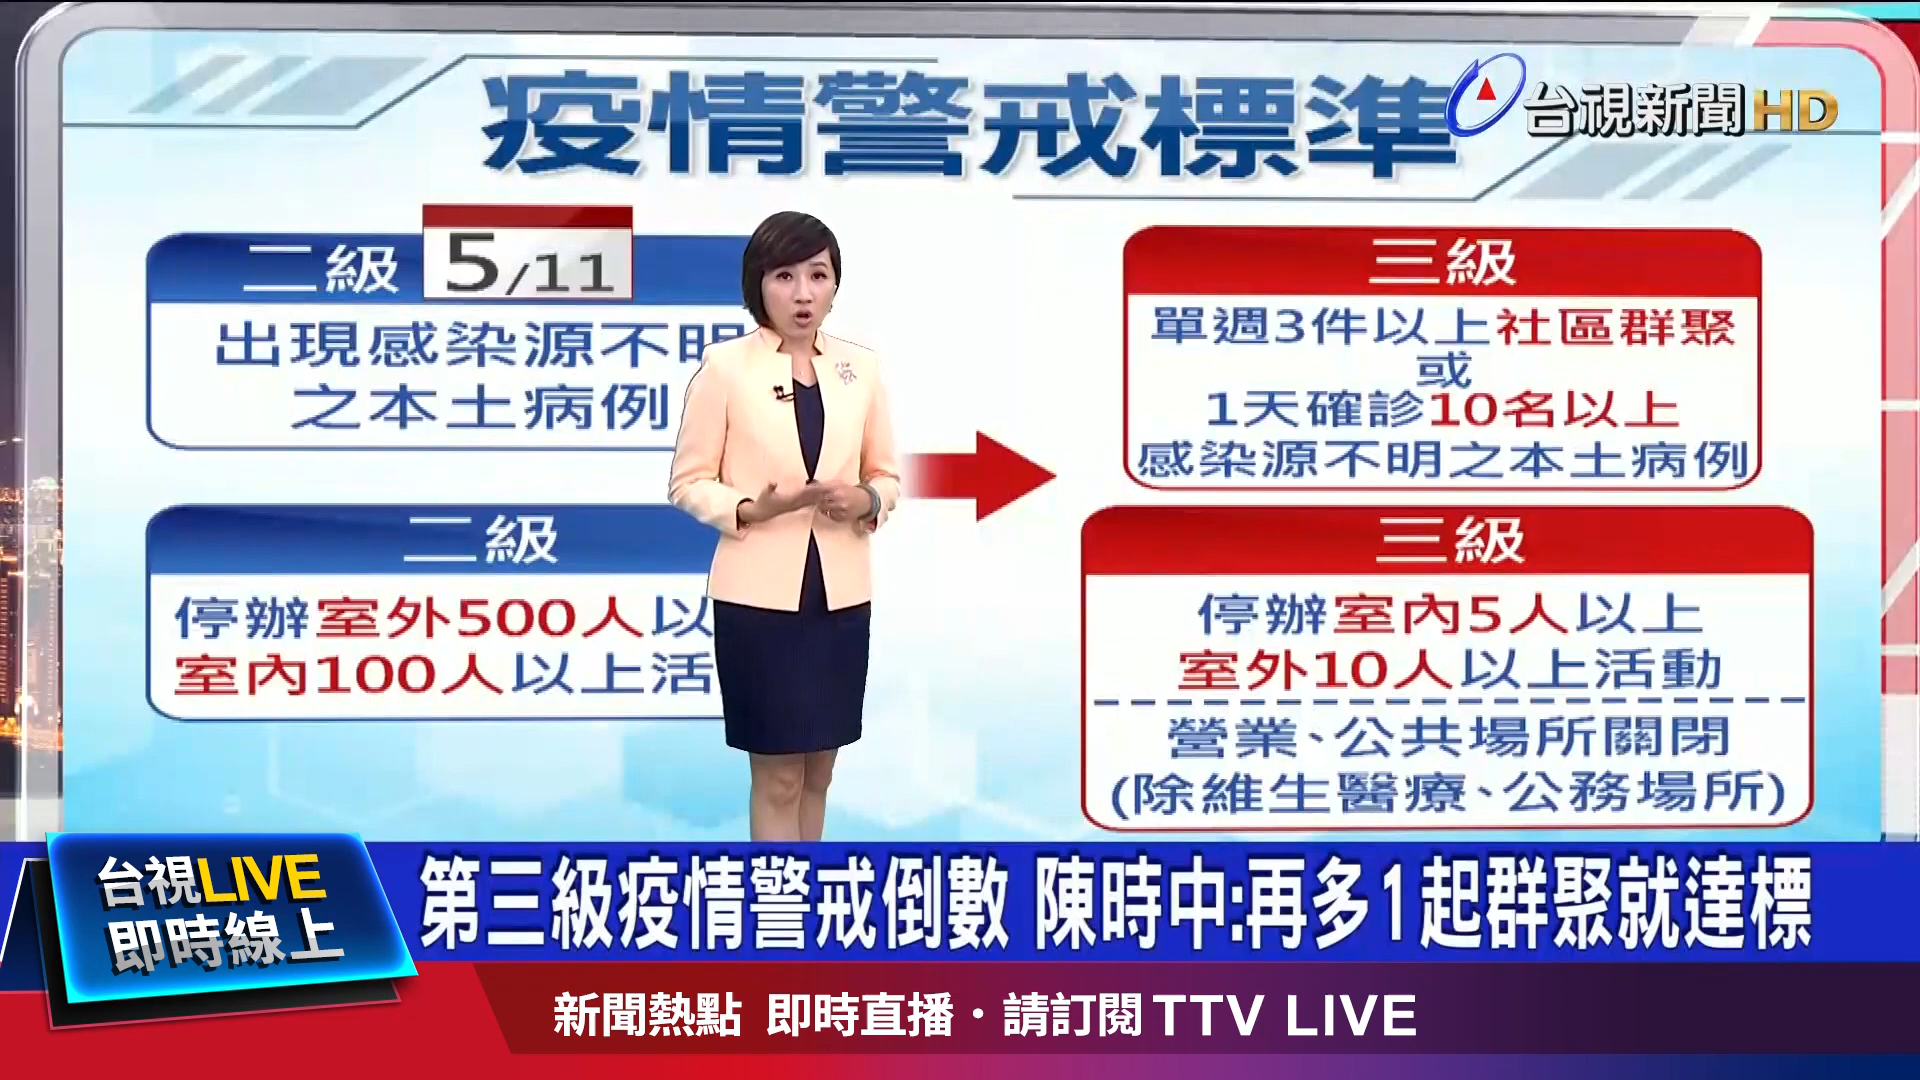 疫情警戒標準
台視新聞HD
二級 5/11
出現感染源不明
之本土病例
三級
單週3件以上社區群聚
或
1天確診10名以上
感染源不明之本土病例
二級
停辦室外500人以
室內100人以上活
三級
停辦室內5人以上
室外10人以上活動
營業、公共場所關閉
(除維生醫療、公務場所)
台視LIVE
即時線上
第三級疫情警戒倒數 陳時中:再多1起群聚就達標
新聞熱點 即時直播・請訂閱TTV LIVE